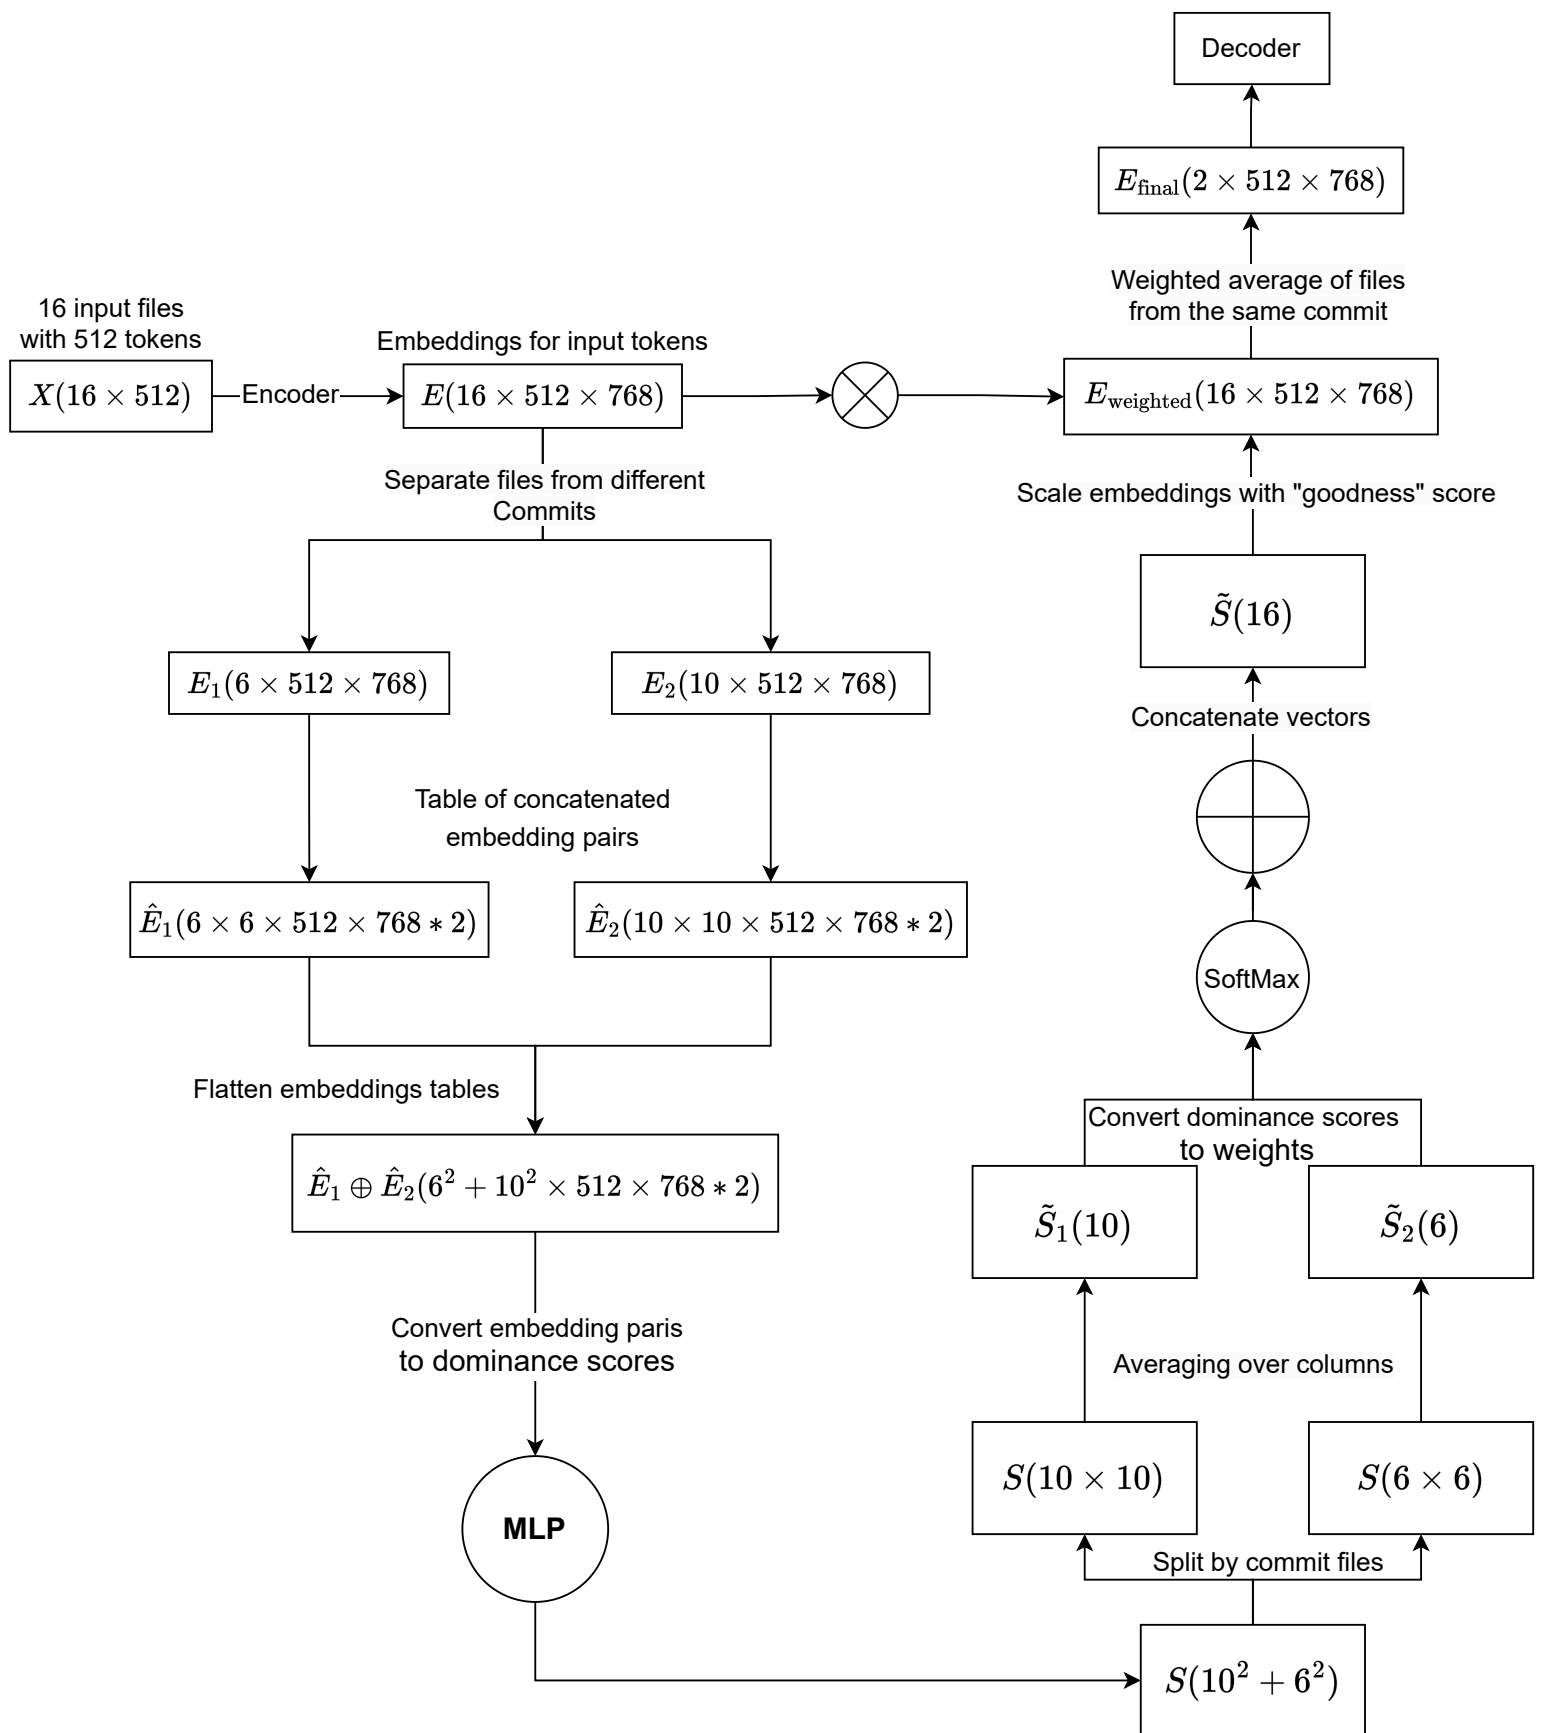 Decoder
E_final(2 × 512 × 768)
Weighted average of files
from the same commit
16 input files
with 512 tokens
X(16 × 512)
Encoder
Embeddings for input tokens
E(16 × 512 × 768)
E_weighted(16 × 512 × 768)
Separate files from different
Commits
Scale embeddings with "goodness" score
S̃(16)
E₁(6 × 512 × 768)
E₂(10 × 512 × 768)
Concatenate vectors
Table of concatenated
embedding pairs
Ê₁(6 × 6 × 512 × 768 * 2)
Ê₂(10 × 10 × 512 × 768 * 2)
SoftMax
Flatten embeddings tables
Ê₁ ⊕ Ê₂(6² + 10² × 512 × 768 * 2)
Convert dominance scores
to weights
S̃₁(10)
S̃₂(6)
Convert embedding paris
to dominance scores
Averaging over columns
MLP
S(10 × 10)
S(6 × 6)
Split by commit files
S(10² + 6²)